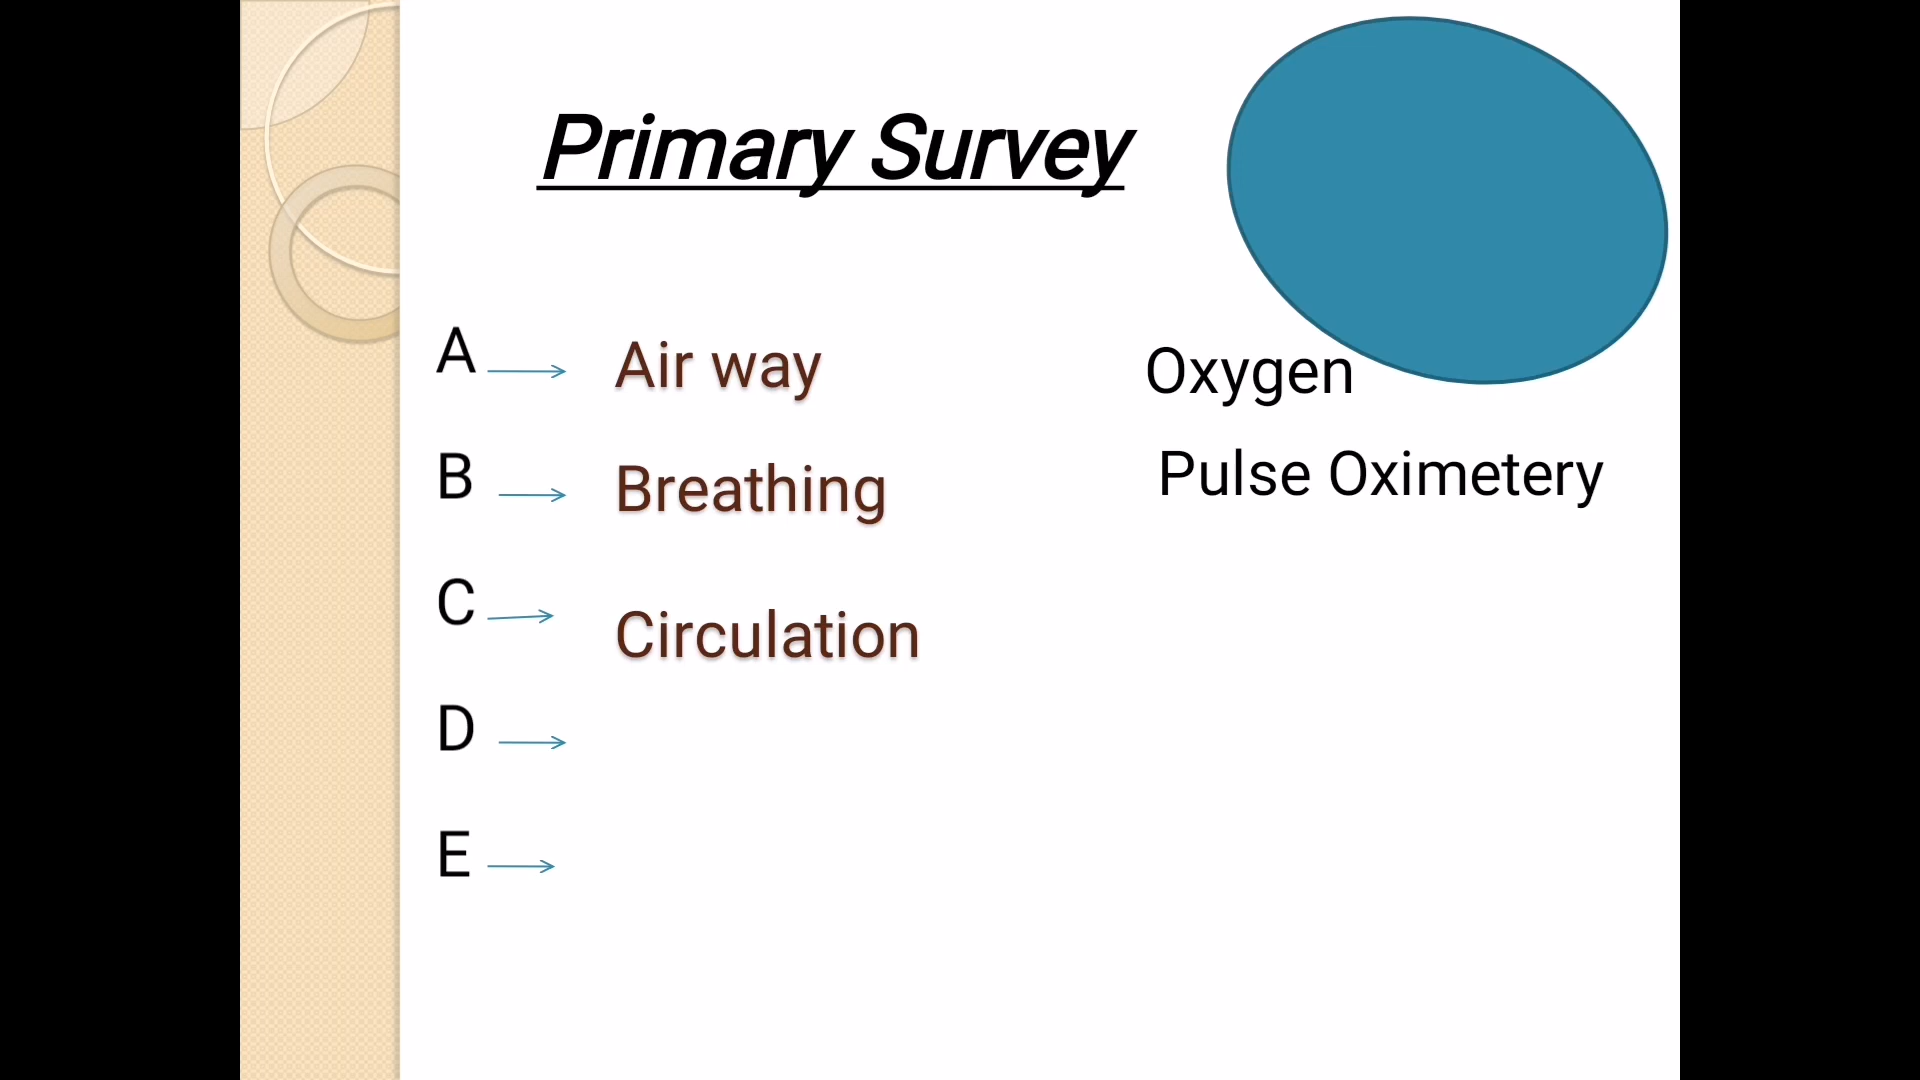 Primary Survey
A Air way Oxygen
B Breathing Pulse Oximetery
C Circulation
D
E